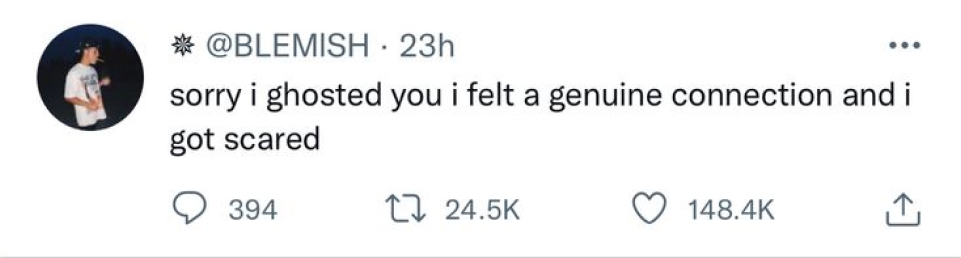 ✵ @BLEMISH · 23h
sorry i ghosted you i felt a genuine connection and i
got scared
394 24.5K 148.4K